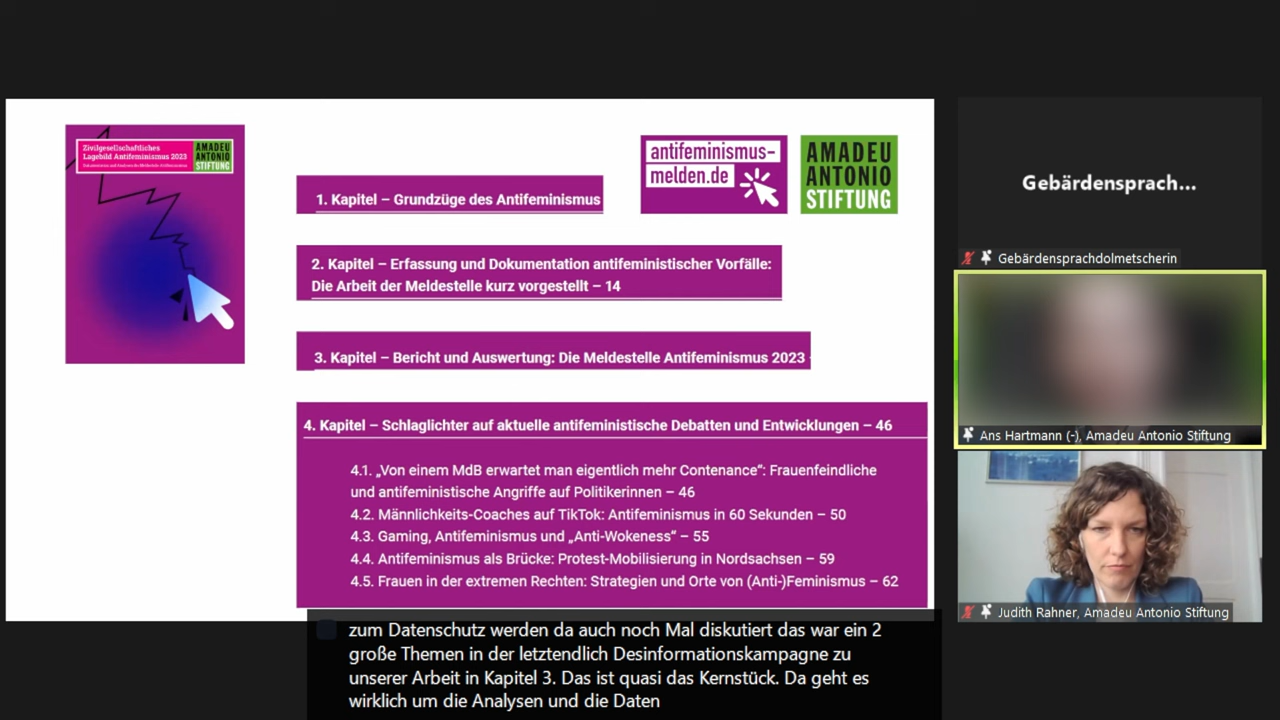 Zivilgesellschaftliches
Lagebild Antifeminismus 2023
AMADEU
ANTONIO
STIFTUNG
antifeminismus-
melden.de
AMADEU
ANTONIO
STIFTUNG
1. Kapitel – Grundzüge des Antifeminismus
2. Kapitel – Erfassung und Dokumentation antifeministischer Vorfälle:
Die Arbeit der Meldestelle kurz vorgestellt – 14
3. Kapitel – Bericht und Auswertung: Die Meldestelle Antifeminismus 2023
4. Kapitel – Schlaglichter auf aktuelle antifeministische Debatten und Entwicklungen – 46
4.1. „Von einem MdB erwartet man eigentlich mehr Contenance“: Frauenfeindliche
und antifeministische Angriffe auf Politikerinnen – 46
4.2. Männlichkeits-Coaches auf TikTok: Antifeminismus in 60 Sekunden – 50
4.3. Gaming, Antifeminismus und „Anti-Wokeness“ – 55
4.4. Antifeminismus als Brücke: Protest-Mobilisierung in Nordsachsen – 59
4.5. Frauen in der extremen Rechten: Strategien und Orte von (Anti-)Feminismus – 62
zum Datenschutz werden da auch noch Mal diskutiert das war ein 2
große Themen in der letztendlich Desinformationskampagne zu
unserer Arbeit in Kapitel 3. Das ist quasi das Kernstück. Da geht es
wirklich um die Analysen und die Daten
Gebärdensprach...
Gebärdensprachdolmetscherin
Ans Hartmann (-), Amadeu Antonio Stiftung
Judith Rahner, Amadeu Antonio Stiftung